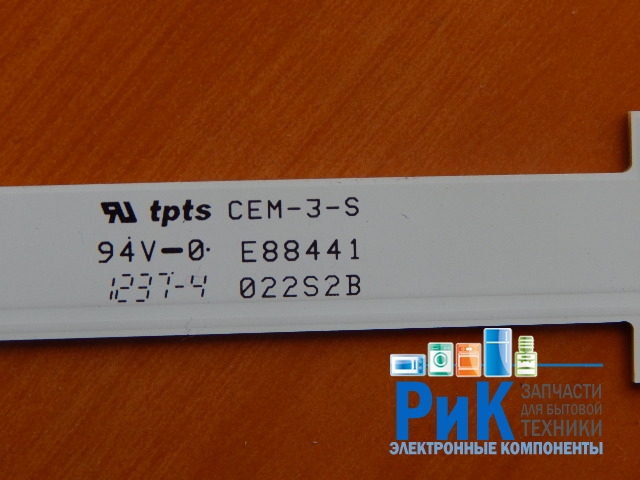 tpts CEM-3-S
94V-0 E88441
1237-4 022S2B
РиК
ЗАПЧАСТИ
ДЛЯ БЫТОВОЙ
ТЕХНИКИ
ЭЛЕКТРОННЫЕ КОМПОНЕНТЫ